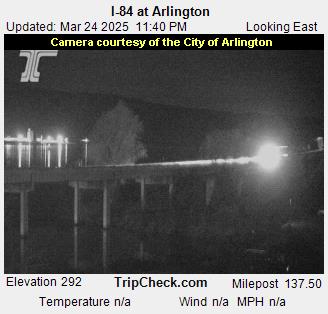 I-84 at Arlington
Updated: Mar 24 2025 11:40 PM Looking East
Camera courtesy of the City of Arlington
Elevation 292 TripCheck.com Milepost 137.50
Temperature n/a Wind n/a MPH n/a